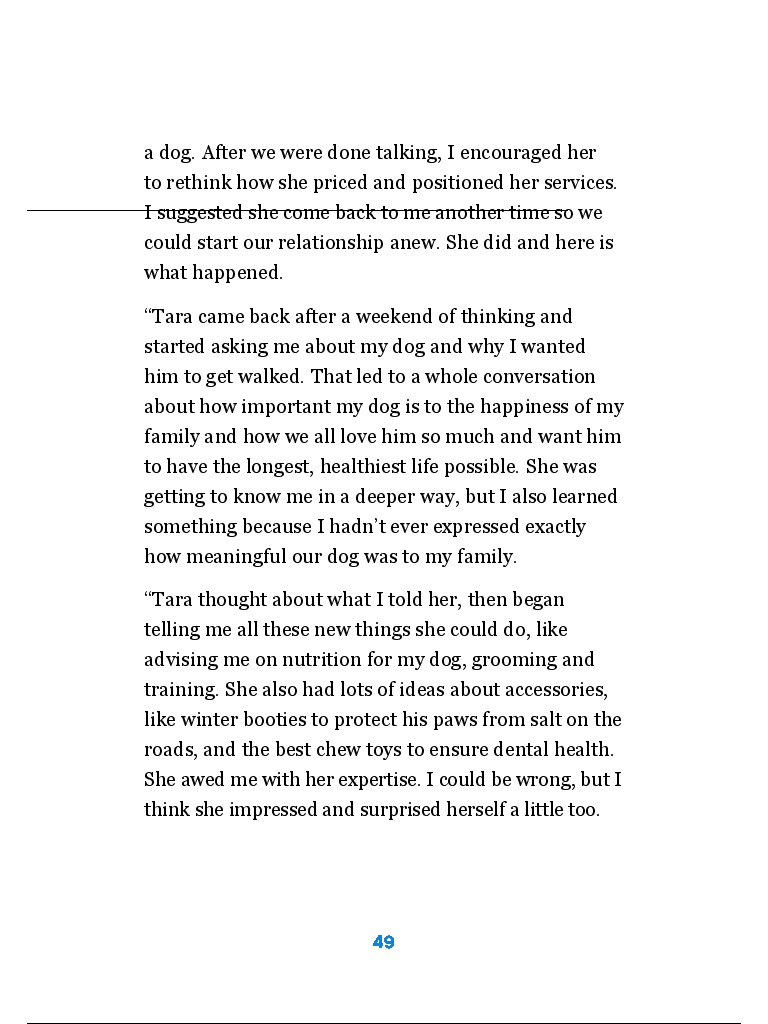 a dog. After we were done talking, I encouraged her
to rethink how she priced and positioned her services.
I suggested she come back to me another time so we
could start our relationship anew. She did and here is
what happened.
“Tara came back after a weekend of thinking and
started asking me about my dog and why I wanted
him to get walked. That led to a whole conversation
about how important my dog is to the happiness of my
family and how we all love him so much and want him
to have the longest, healthiest life possible. She was
getting to know me in a deeper way, but I also learned
something because I hadn’t ever expressed exactly
how meaningful our dog was to my family.
“Tara thought about what I told her, then began
telling me all these new things she could do, like
advising me on nutrition for my dog, grooming and
training. She also had lots of ideas about accessories,
like winter booties to protect his paws from salt on the
roads, and the best chew toys to ensure dental health.
She awed me with her expertise. I could be wrong, but I
think she impressed and surprised herself a little too.
49